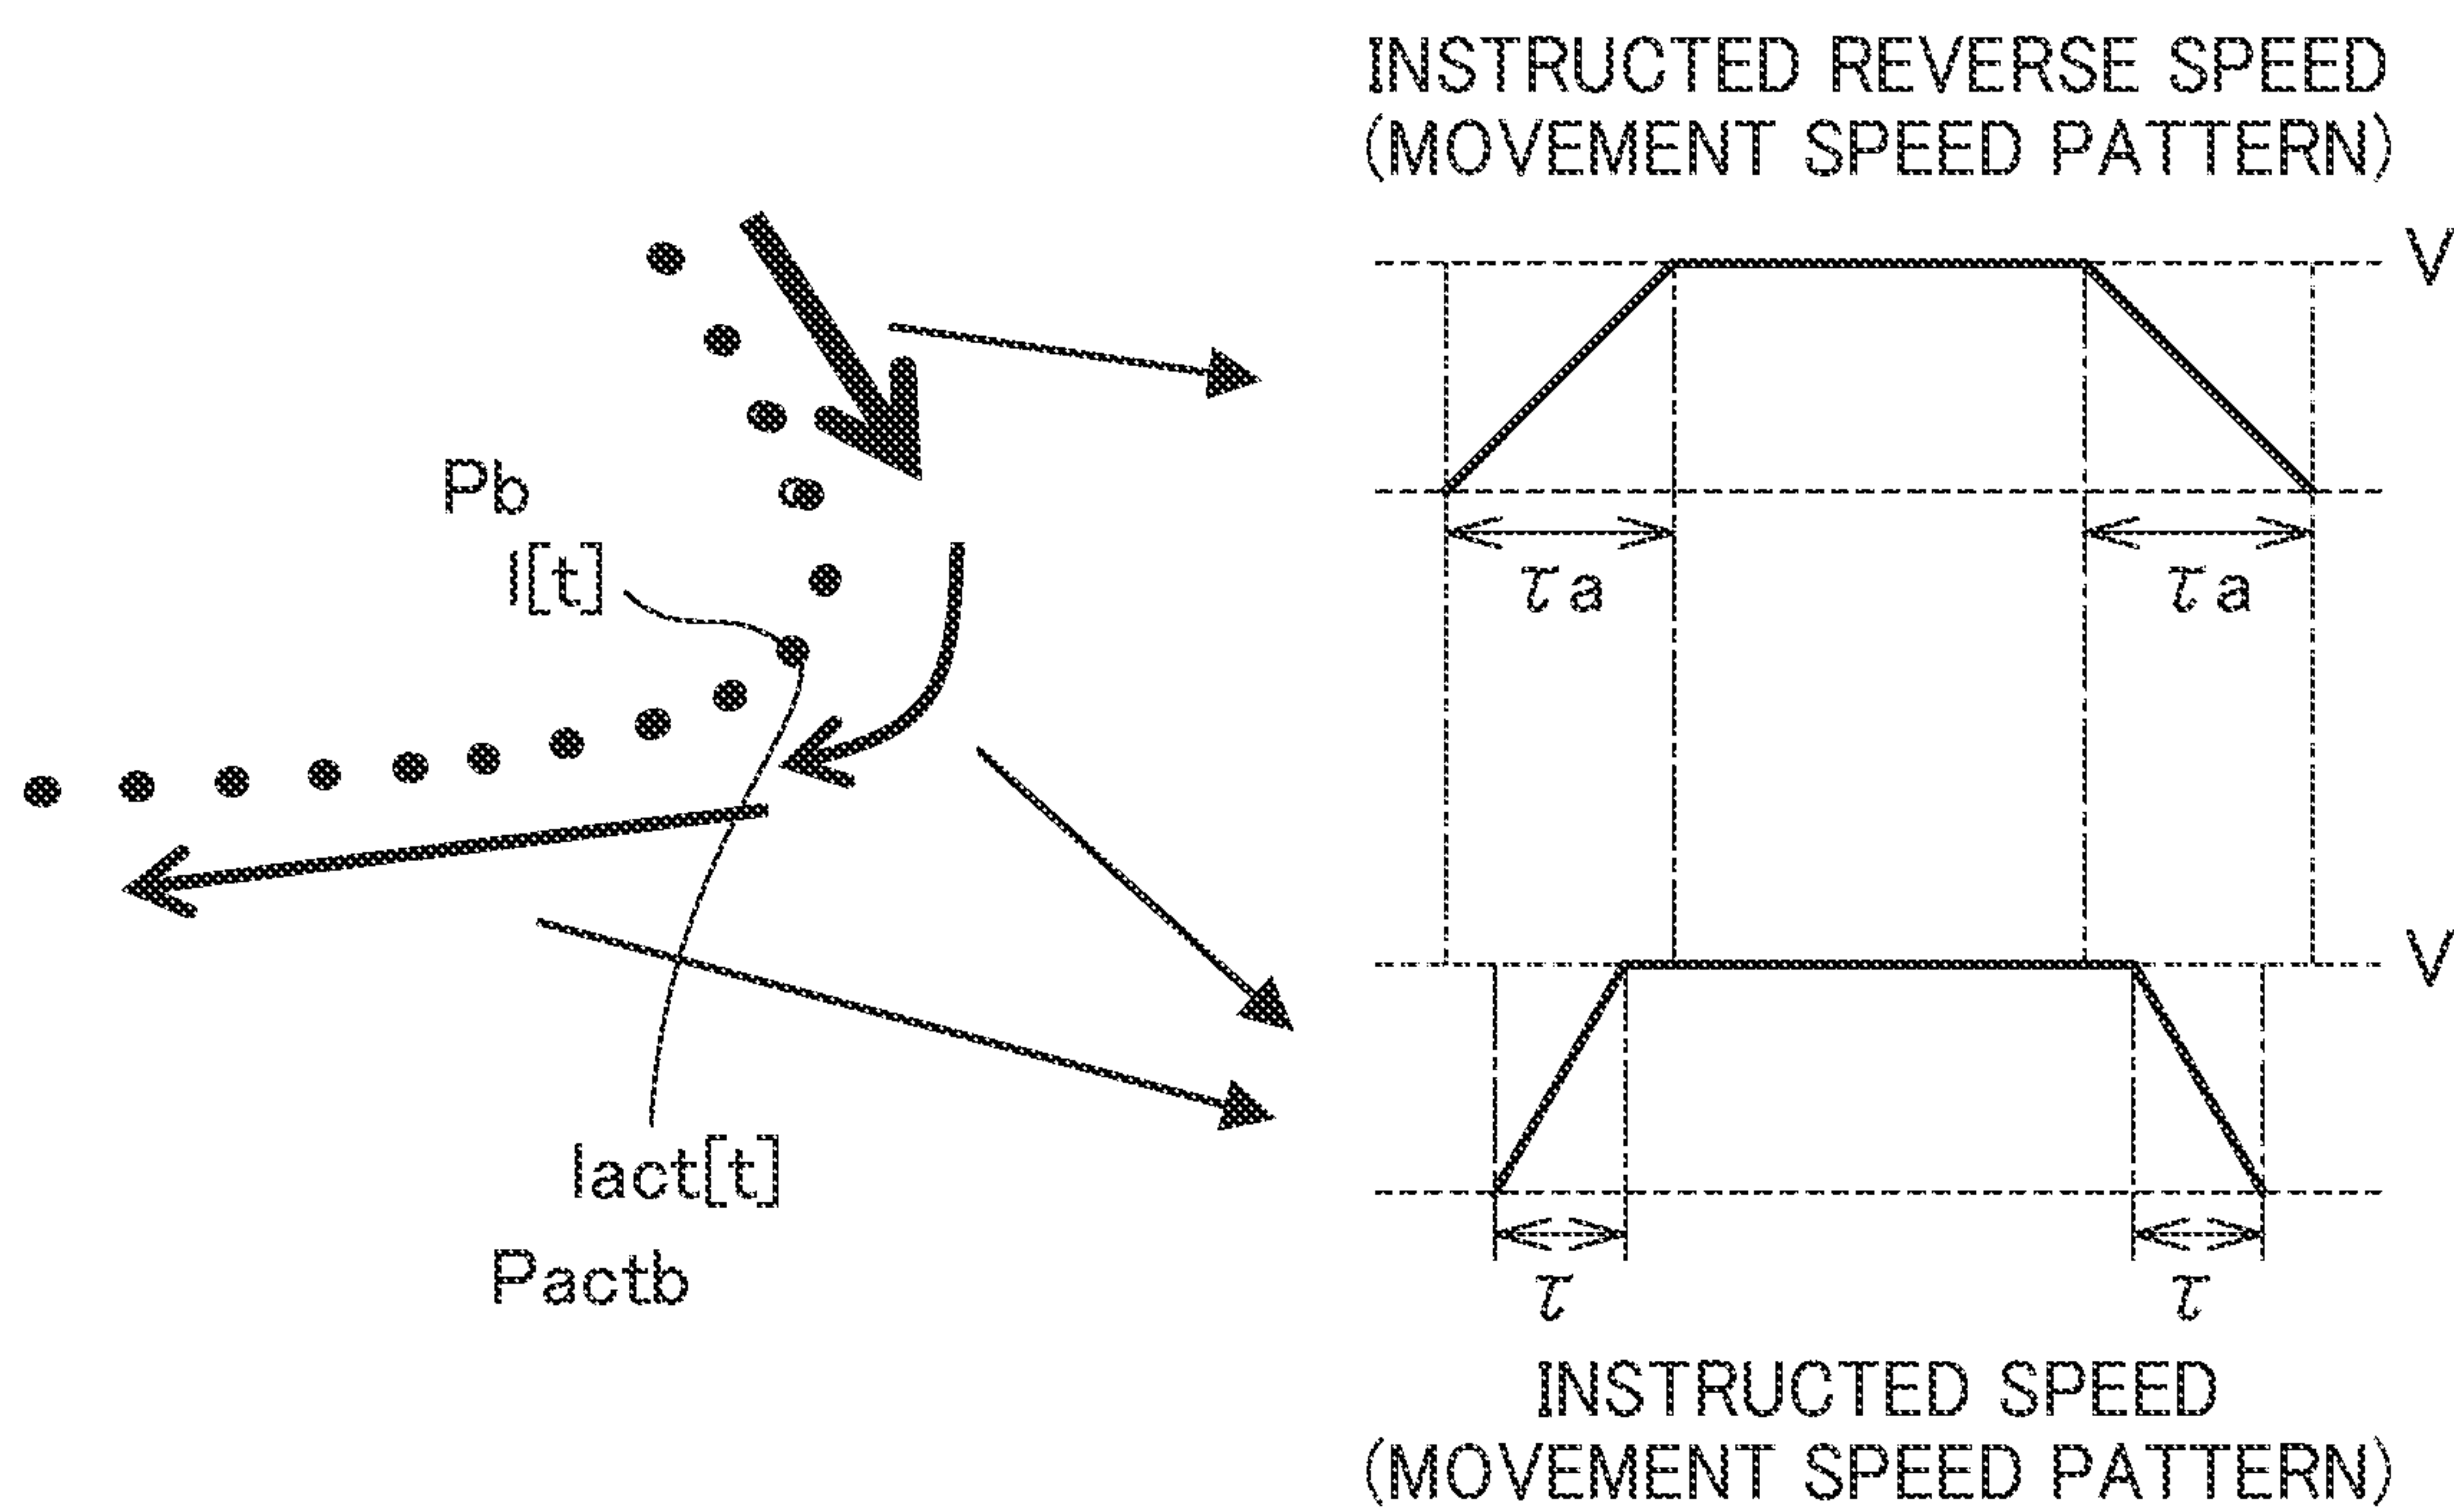 INSTRUCTED REVERSE SPEED
(MOVEMENT SPEED PATTERN)
V
Pb
l[t]
τa
τa
V
lact[t]
Pactb
τ
τ
INSTRUCTED SPEED
(MOVEMENT SPEED PATTERN)